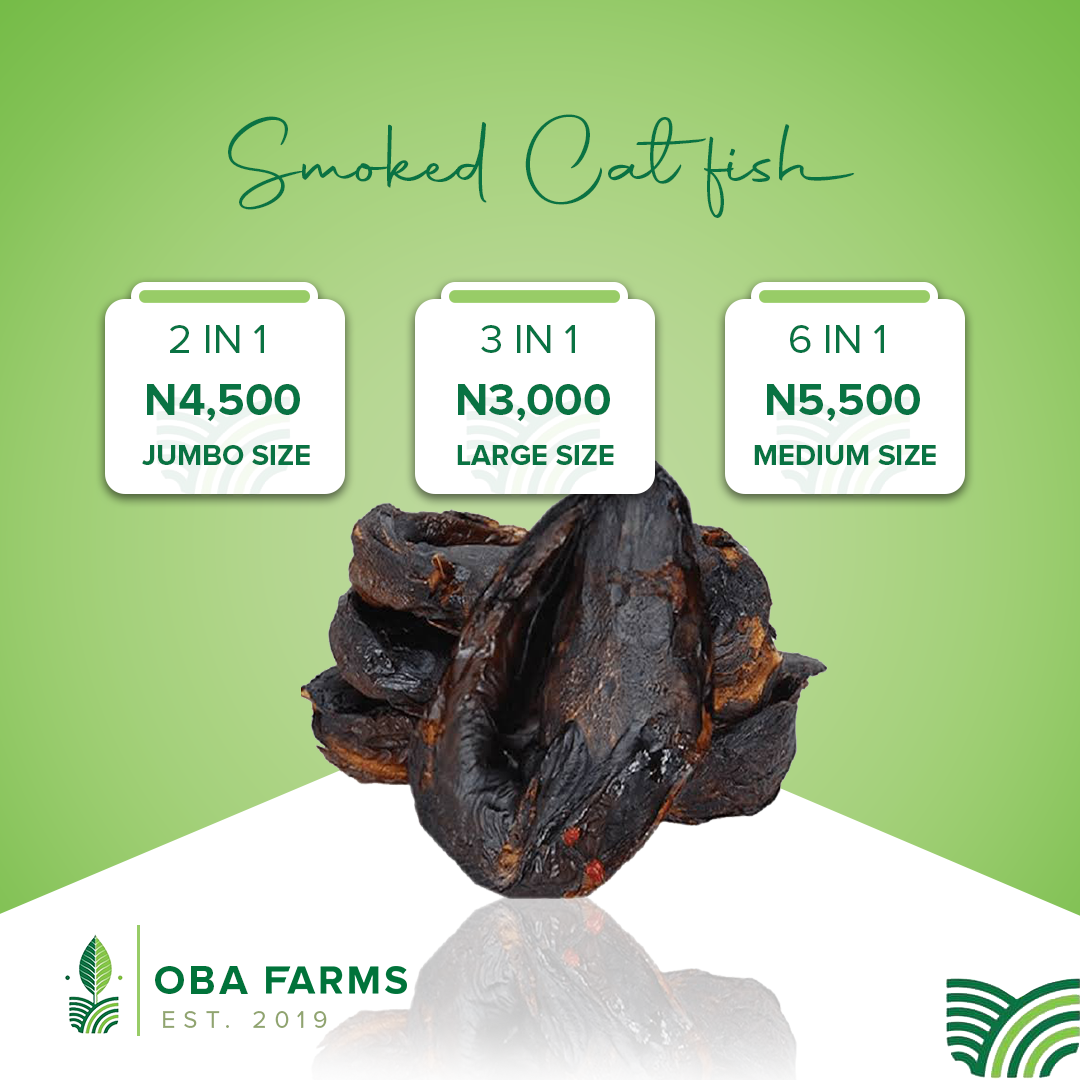 Smoked Cat fish
2 IN 1
N4,500
JUMBO SIZE
3 IN 1
N3,000
LARGE SIZE
6 IN 1
N5,500
MEDIUM SIZE
OBA FARMS
EST. 2019